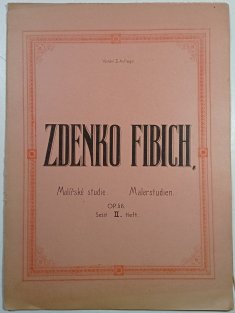 ZDENKO FIBICH,
Malířské studie. Malerstudien.
OP. 56.
Sešit II. Heft.